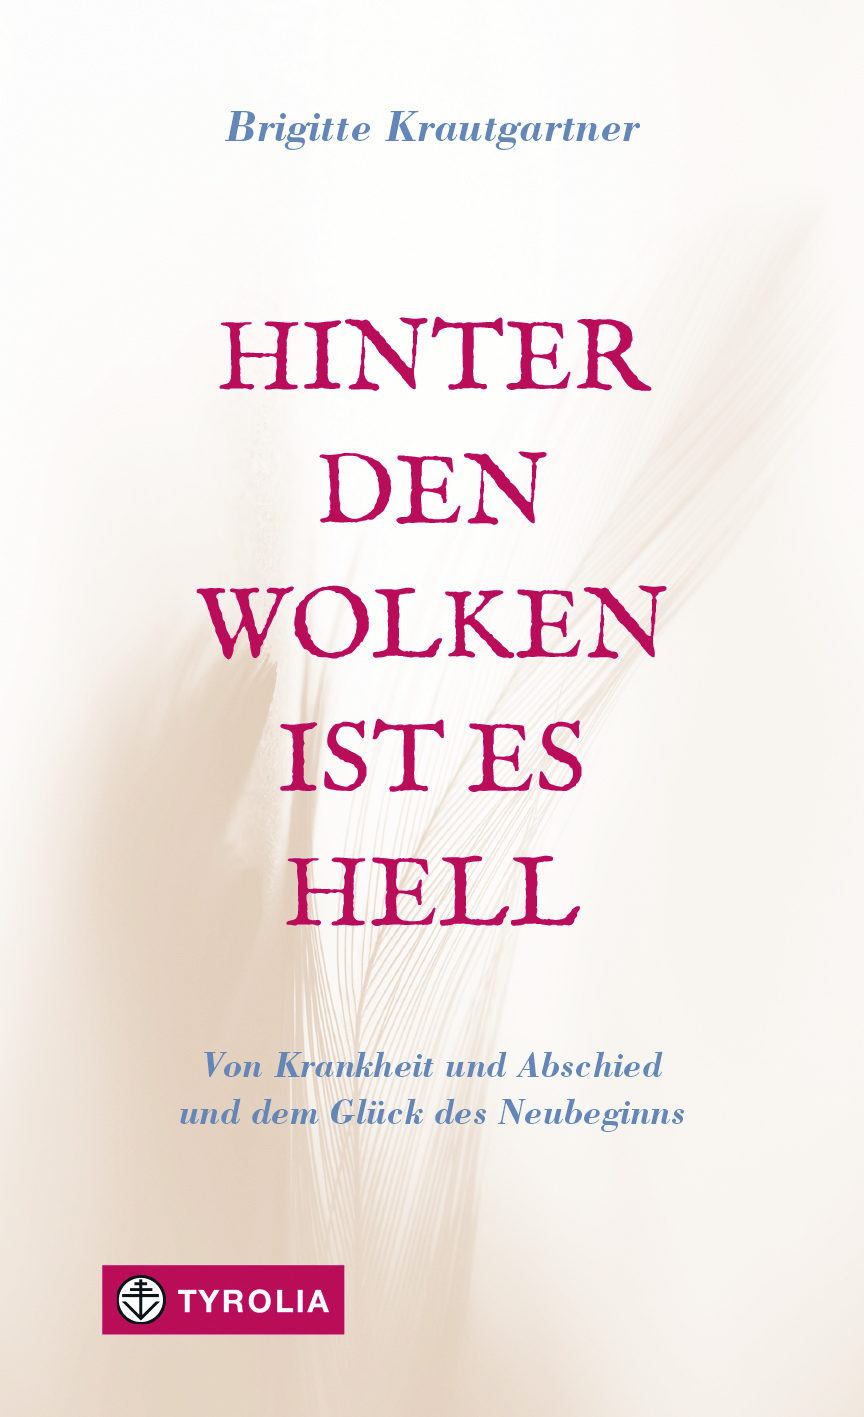 Brigitte Krautgartner
HINTER
DEN
WOLKEN
IST ES
HELL
Von Krankheit und Abschied
und dem Glück des Neubeginns
TYROLIA